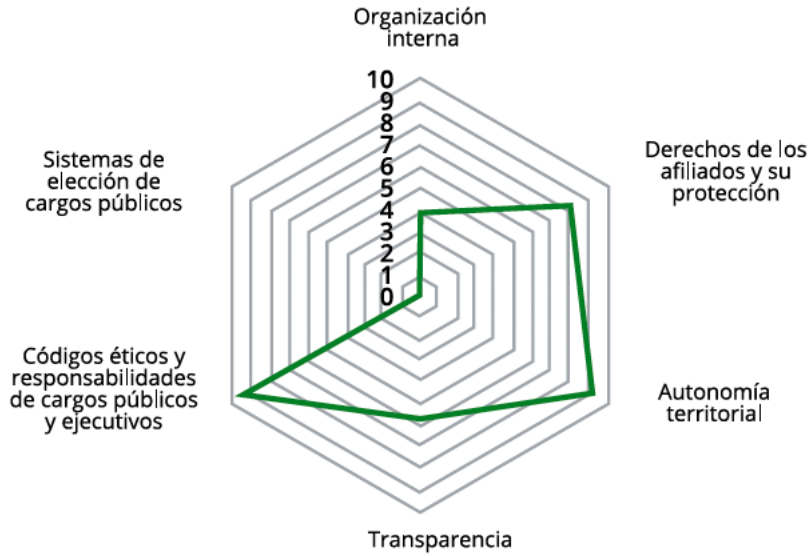 Organización
interna
10
9
8
7
6
5
4
3
2
1
0
Derechos de los
afiliados y su
protección
Autonomía
territorial
Transparencia
Códigos éticos y
responsabilidades
de cargos públicos
y ejecutivos
Sistemas de
elección de
cargos públicos